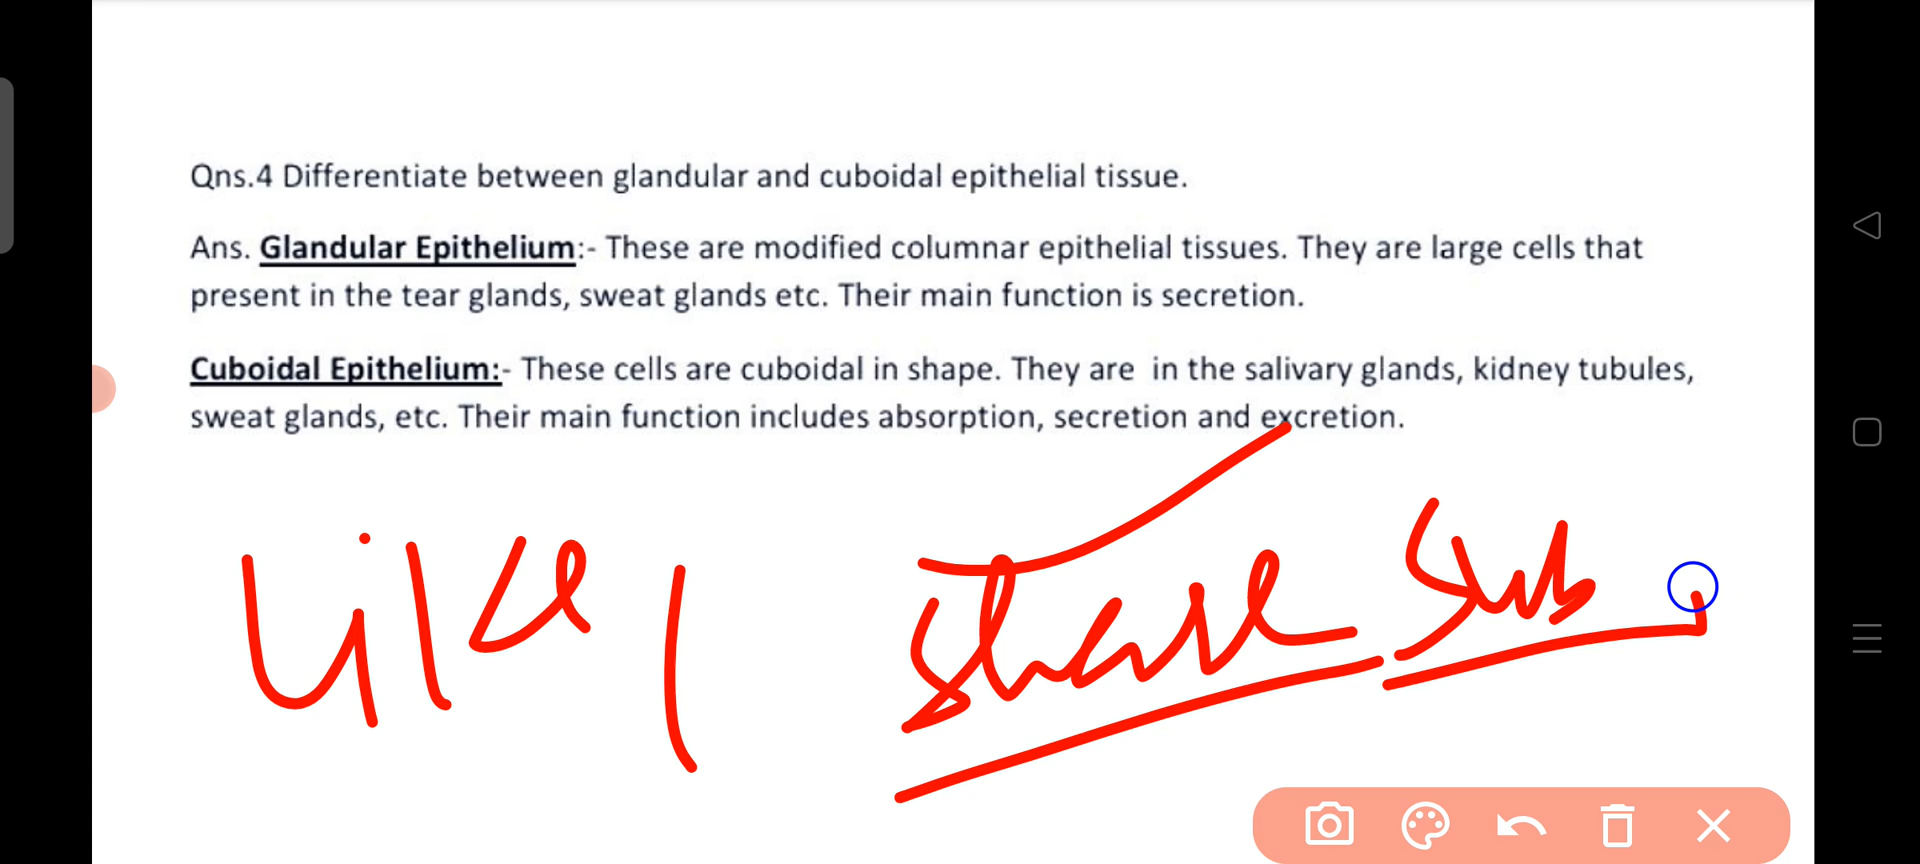 Qns.4 Differentiate between glandular and cuboidal epithelial tissue.
Ans. Glandular Epithelium:- These are modified columnar epithelial tissues. They are large cells that
present in the tear glands, sweat glands etc. Their main function is secretion.
Cuboidal Epithelium:- These cells are cuboidal in shape. They are in the salivary glands, kidney tubules,
sweat glands, etc. Their main function includes absorption, secretion and excretion.
Like, Share Sub